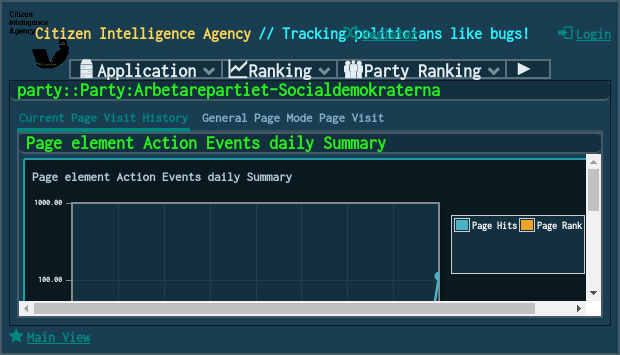 Citizen
Intelligence
Agency
Citizen Intelligence Agency // Tracking politicians like bugs!
Login
Application Ranking Party Ranking
party::Party:Arbetarepartiet-Socialdemokraterna
Current Page Visit History General Page Mode Page Visit
Page element Action Events daily Summary
Page element Action Events daily Summary
1000.00
Page Hits Page Rank
100.00
Main View